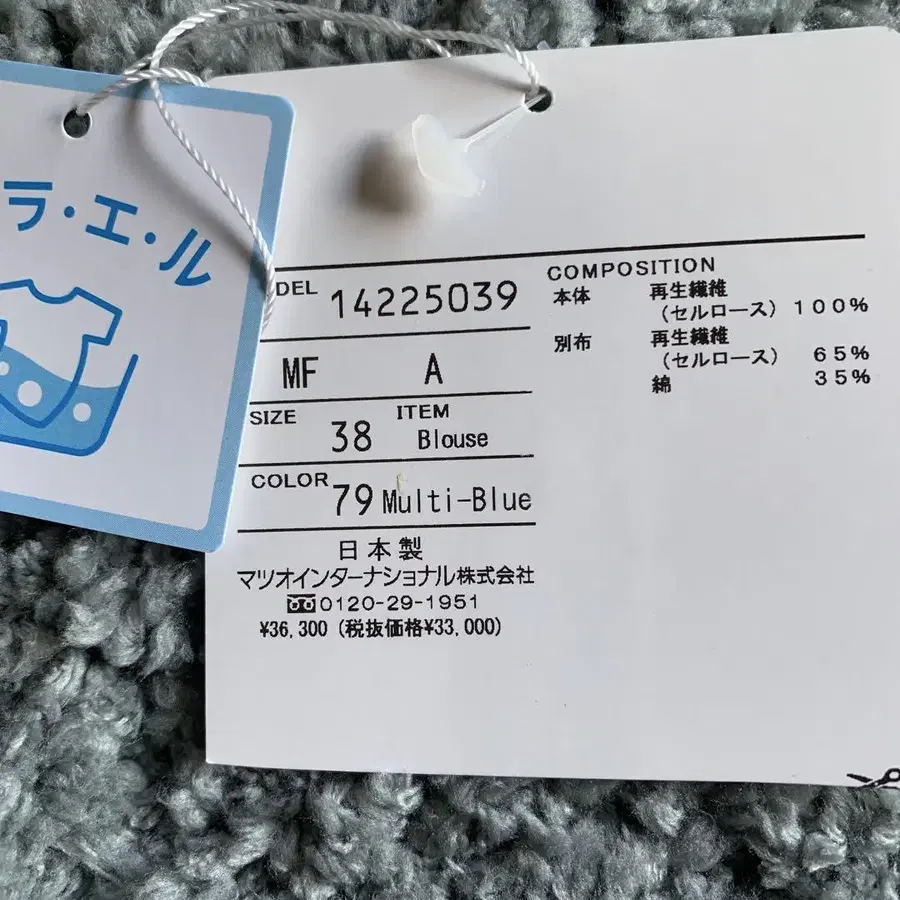 ラ・エ・ル
DEL 14225039
MF A
SIZE 38 ITEM Blouse
COLOR 79 Multi-Blue
日本製
マツオインターナショナル株式会社
0120-29-1951
¥36,300 (税抜価格¥33,000)
COMPOSITION
本体 再生繊維
(セルロース) 100%
別布 再生繊維
(セルロース) 65%
綿 35%